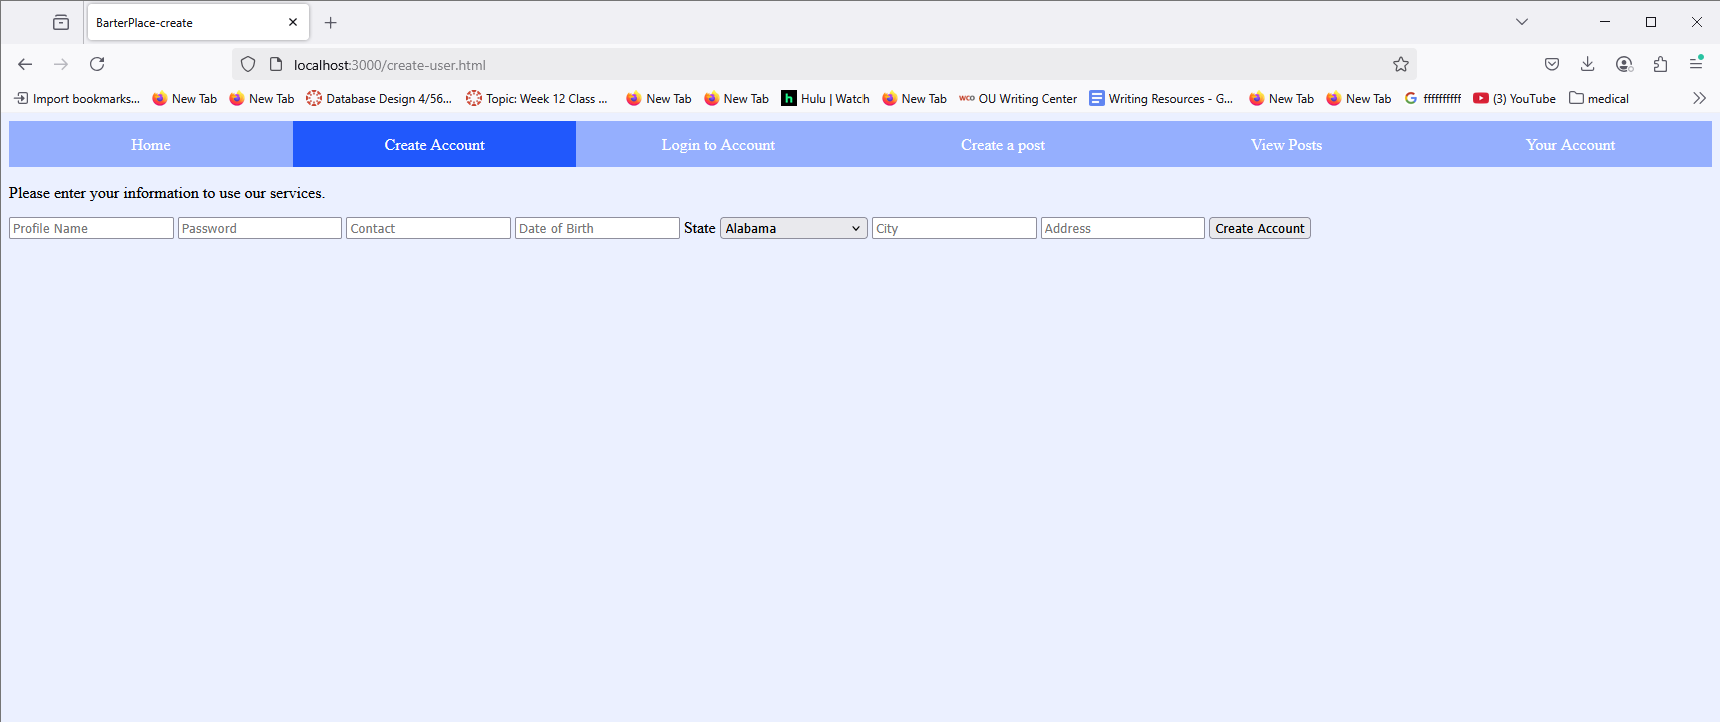 BarterPlace-create
localhost:3000/create-user.html
Import bookmarks... New Tab New Tab Database Design 4/56... Topic: Week 12 Class ... New Tab New Tab h Hulu | Watch New Tab wco OU Writing Center Writing Resources - G... New Tab New Tab G ffffffffff (3) YouTube medical
Home Create Account Login to Account Create a post View Posts Your Account
Please enter your information to use our services.
Profile Name Password Contact Date of Birth State Alabama City Address Create Account